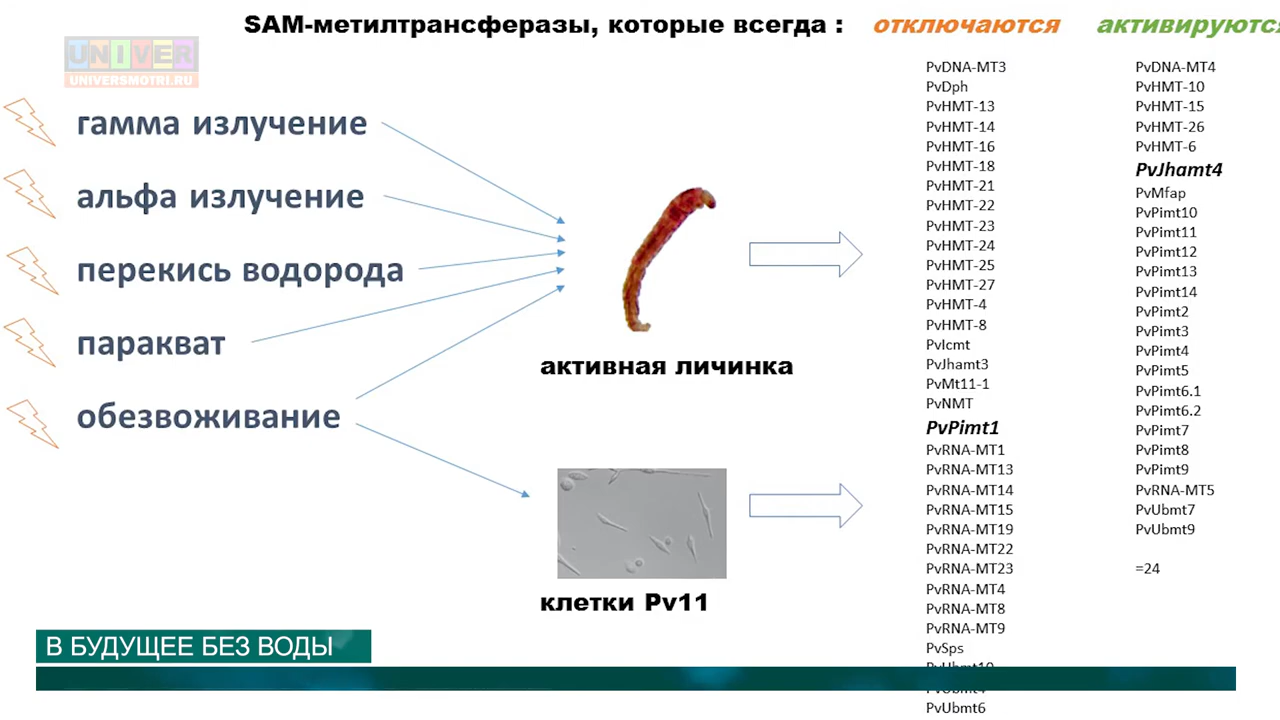 SAM-метилтрансферазы, которые всегда : отключаются активируютс
UNIVER
UNIVERSMOTRI.RU
гамма излучение
альфа излучение
перекись водорода
паракват
обезвоживание
активная личинка
клетки Pv11
PvDNA-MT3
PvDph
PvHMT-13
PvHMT-14
PvHMT-16
PvHMT-18
PvHMT-21
PvHMT-22
PvHMT-23
PvHMT-24
PvHMT-25
PvHMT-27
PvHMT-4
PvHMT-8
PvIcmt
PvJhamt3
PvMt11-1
PvNMT
PvPimt1
PvRNA-MT1
PvRNA-MT13
PvRNA-MT14
PvRNA-MT15
PvRNA-MT19
PvRNA-MT22
PvRNA-MT23
PvRNA-MT4
PvRNA-MT8
PvRNA-MT9
PvSps
PvUbmt6
PvDNA-MT4
PvHMT-10
PvHMT-15
PvHMT-26
PvHMT-6
PvJhamt4
PvMfap
PvPimt10
PvPimt11
PvPimt12
PvPimt13
PvPimt14
PvPimt2
PvPimt3
PvPimt4
PvPimt5
PvPimt6.1
PvPimt6.2
PvPimt7
PvPimt8
PvPimt9
PvRNA-MT5
PvUbmt7
PvUbmt9
=24
В БУДУЩЕЕ БЕЗ ВОДЫ